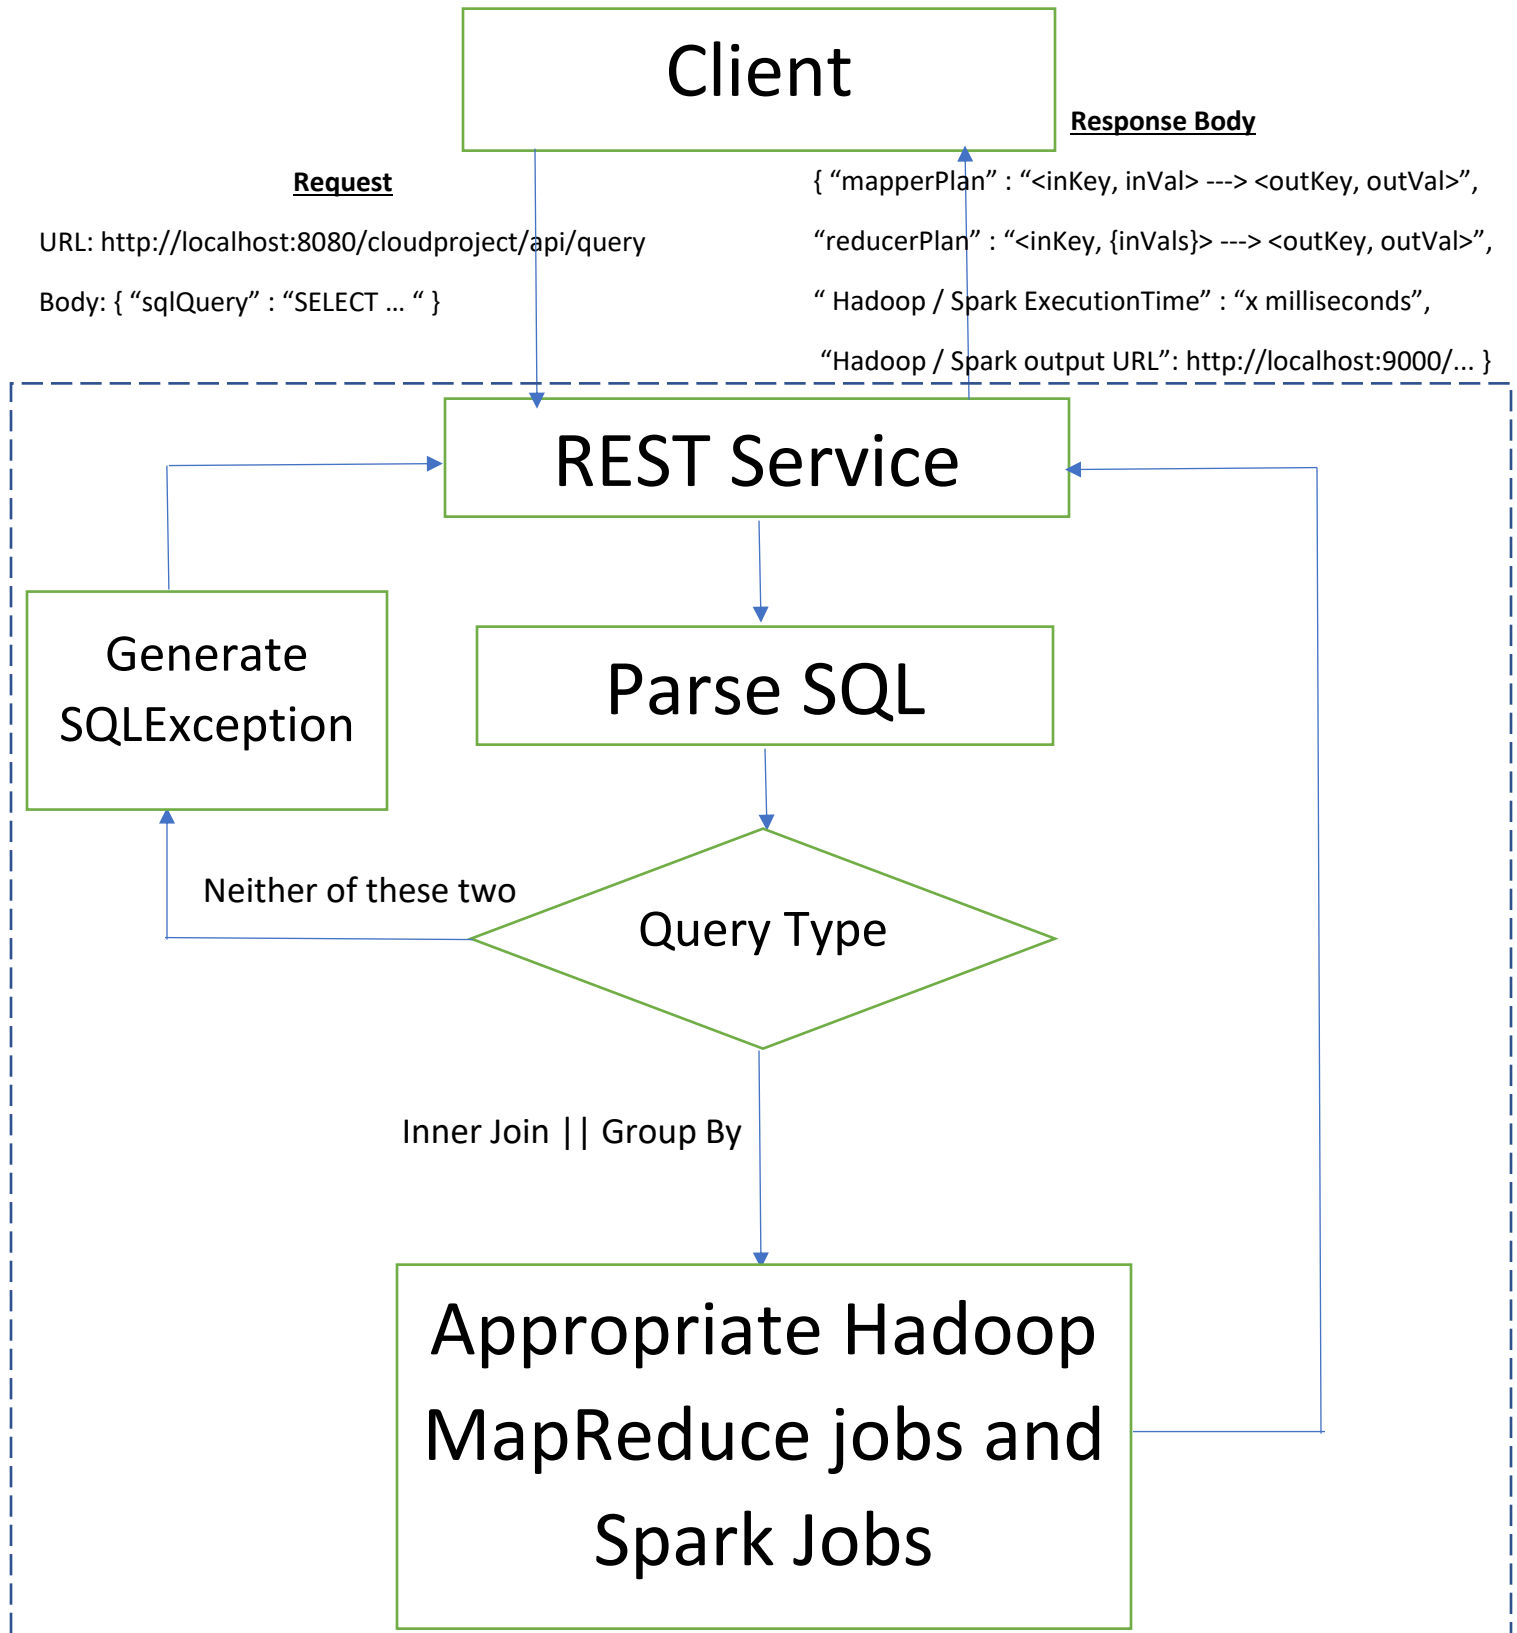 Client
Request
URL: http://localhost:8080/cloudproject/api/query
Body: { “sqlQuery” : “SELECT … “ }
Response Body
{ “mapperPlan” : “<inKey, inVal> ---> <outKey, outVal>”,
“reducerPlan” : “<inKey, {inVals}> ---> <outKey, outVal>”,
“ Hadoop / Spark ExecutionTime” : “x milliseconds”,
“Hadoop / Spark output URL”: http://localhost:9000/... }
REST Service
Generate
SQLException
Parse SQL
Neither of these two
Query Type
Inner Join || Group By
Appropriate Hadoop
MapReduce jobs and
Spark Jobs